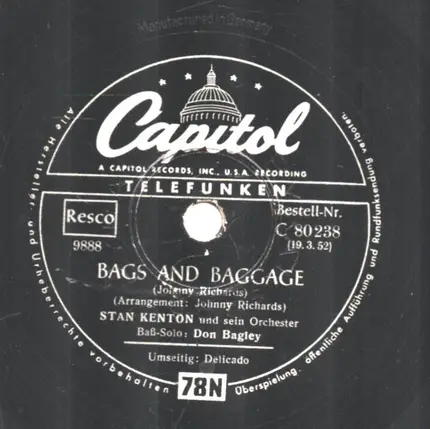 Manufactured in Germany
Capitol
A CAPITOL RECORDS, INC., U.S.A. RECORDING
TELEFUNKEN
Resco
9888
Bestell-Nr.
C 80 238
(19. 3. 52)
BAGS AND BAGGAGE
(Johnny Richards)
(Arrangement: Johnny Richards)
STAN KENTON und sein Orchester
Baß-Solo: Don Bagley
Umseitig: Delicado
78N
Alle Hersteller- und Urheberrechte vorbehalten
Überspielung, öffentliche Aufführung und Rundfunksendung verboten.